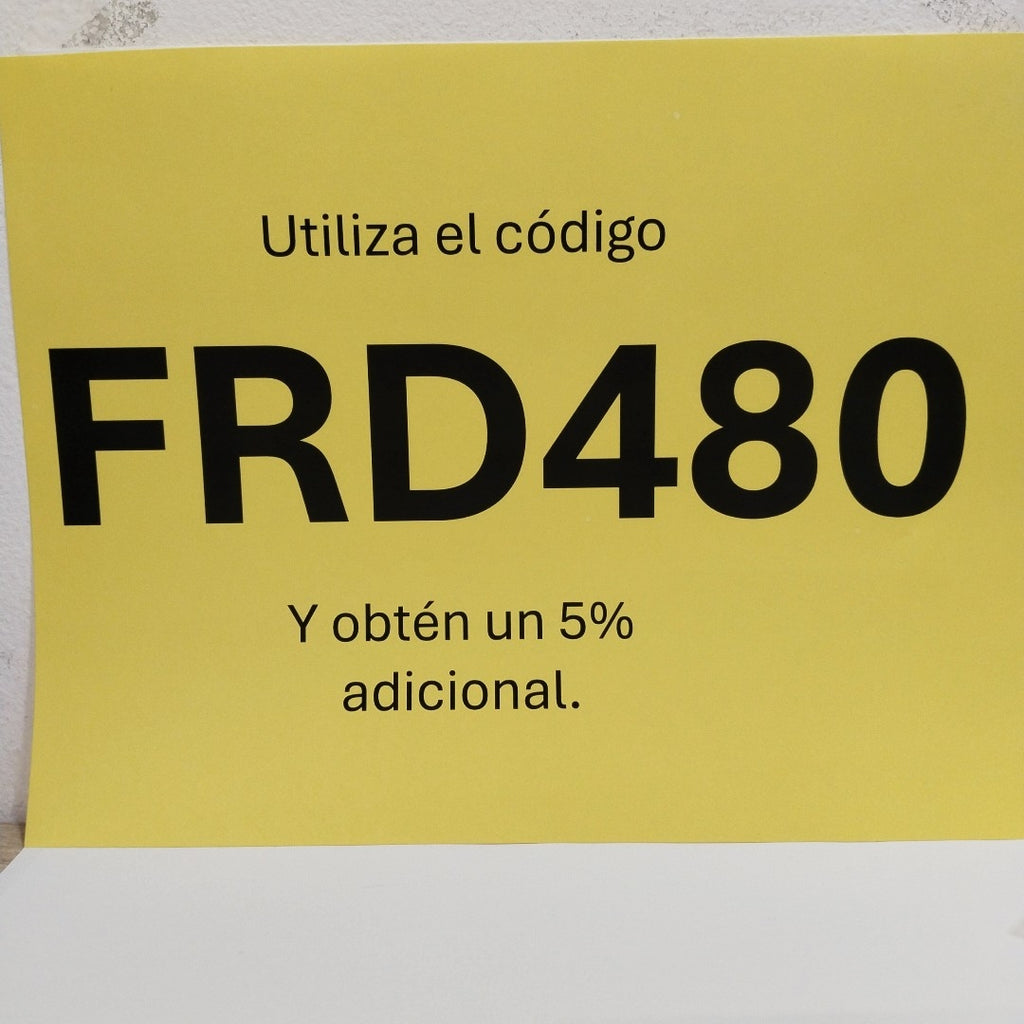 Utiliza el código
FRD480
Y obtén un 5%
adicional.